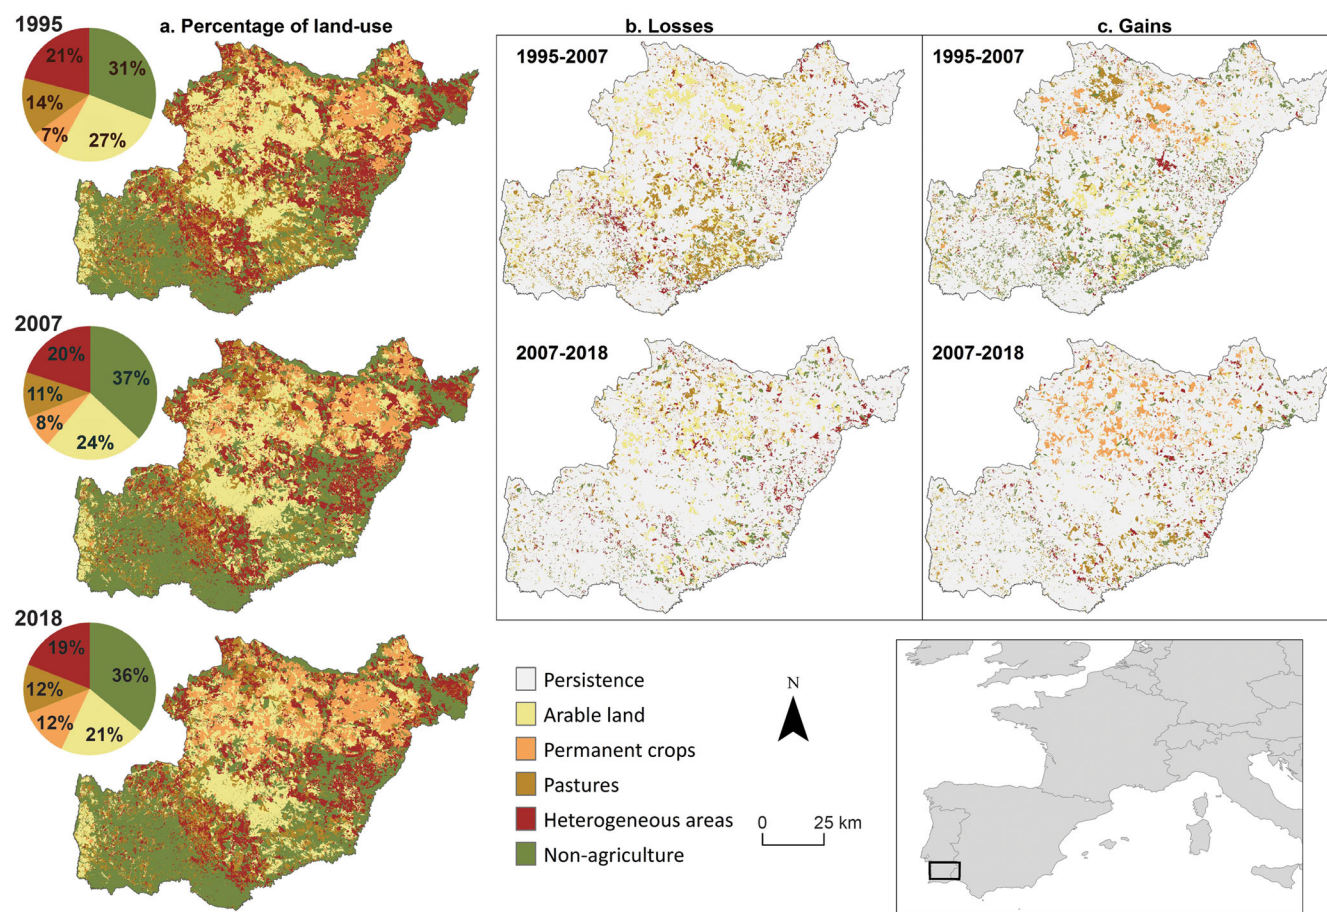 1995
a. Percentage of land-use
b. Losses
c. Gains
21%
31%
14%
7%
27%
1995-2007
1995-2007
2007
20%
37%
11%
8%
24%
2007-2018
2007-2018
2018
19%
36%
12%
12%
21%
Persistence
Arable land
Permanent crops
Pastures
Heterogeneous areas
Non-agriculture
N
0 25 km